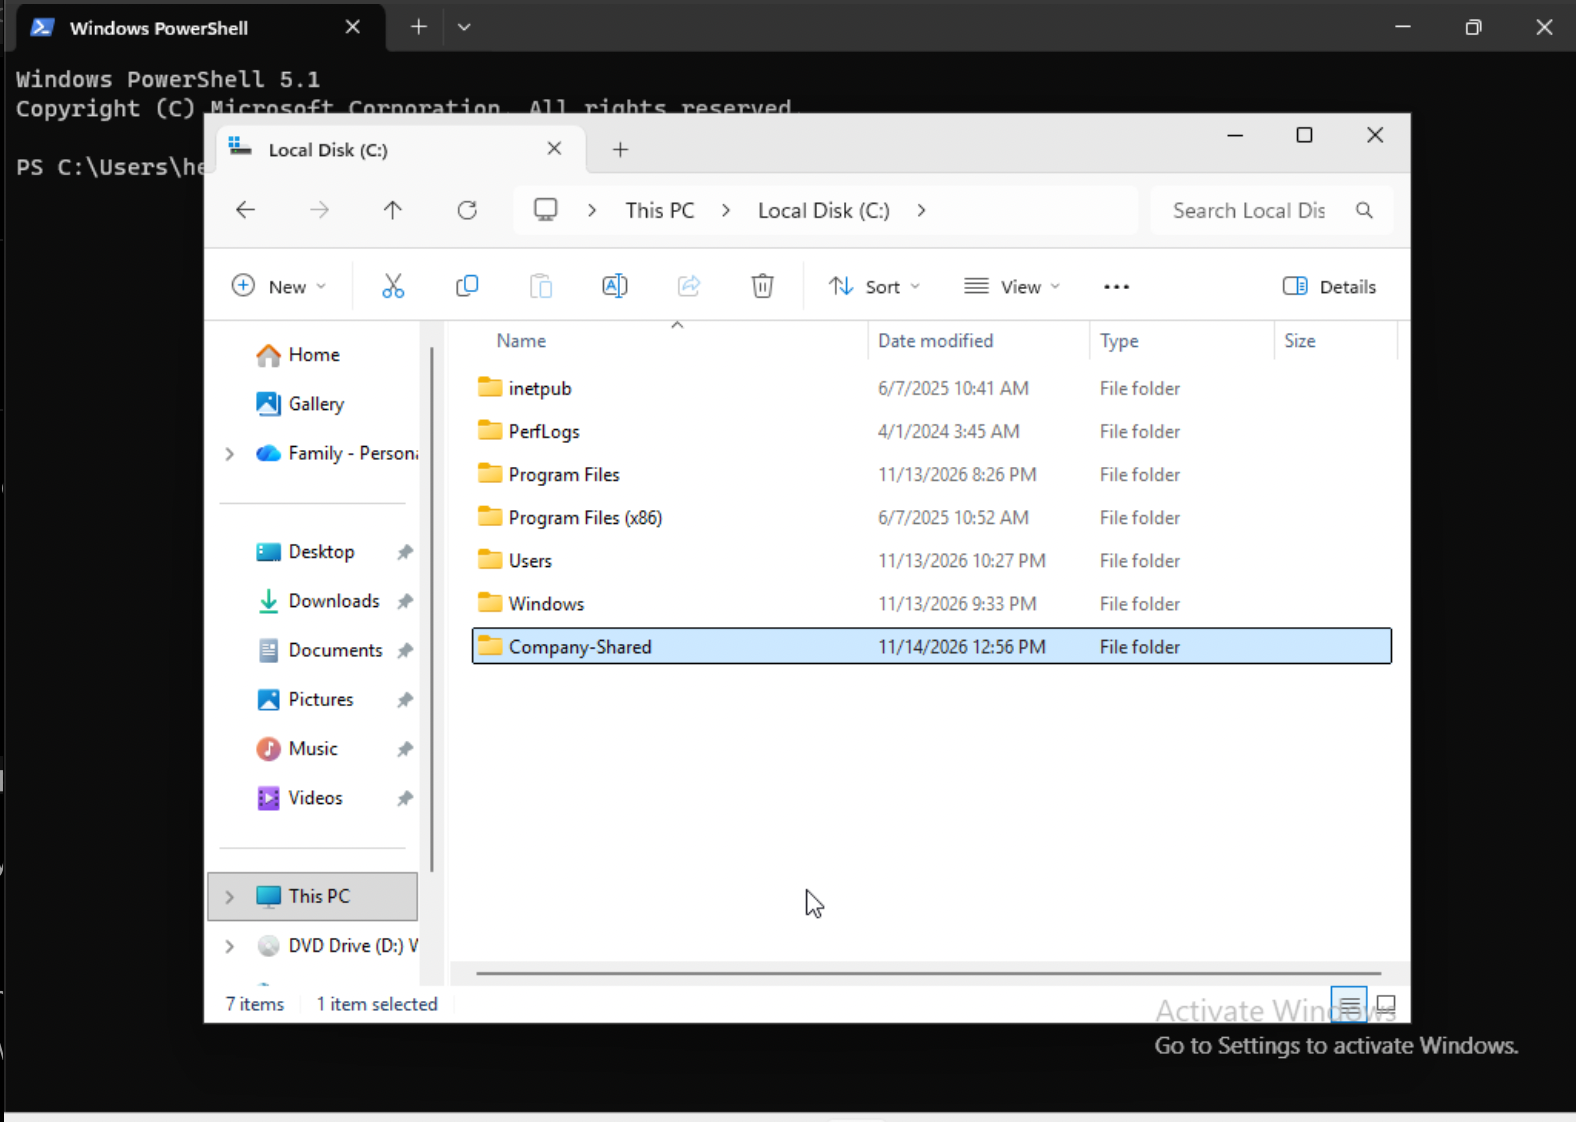 Windows PowerShell
Windows PowerShell 5.1
Copyright (C) Microsoft Corporation. All rights reserved.
PS C:\Users\he
Local Disk (C:)
This PC > Local Disk (C:) >
Search Local Dis
New
Sort
View
Details
Home
Gallery
Family - Persona
Desktop
Downloads
Documents
Pictures
Music
Videos
This PC
DVD Drive (D:) W
Name Date modified Type Size
inetpub 6/7/2025 10:41 AM File folder
PerfLogs 4/1/2024 3:45 AM File folder
Program Files 11/13/2026 8:26 PM File folder
Program Files (x86) 6/7/2025 10:52 AM File folder
Users 11/13/2026 10:27 PM File folder
Windows 11/13/2026 9:33 PM File folder
Company-Shared 11/14/2026 12:56 PM File folder
7 items 1 item selected
Activate Windows
Go to Settings to activate Windows.